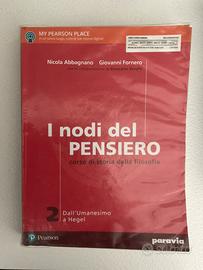 MY PEARSON PLACE
Nicola Abbagnano Giovanni Fornero
I nodi del
PENSIERO
corso di storia della filosofia
2 Dall'Umanesimo
a Hegel
Pearson
paravia